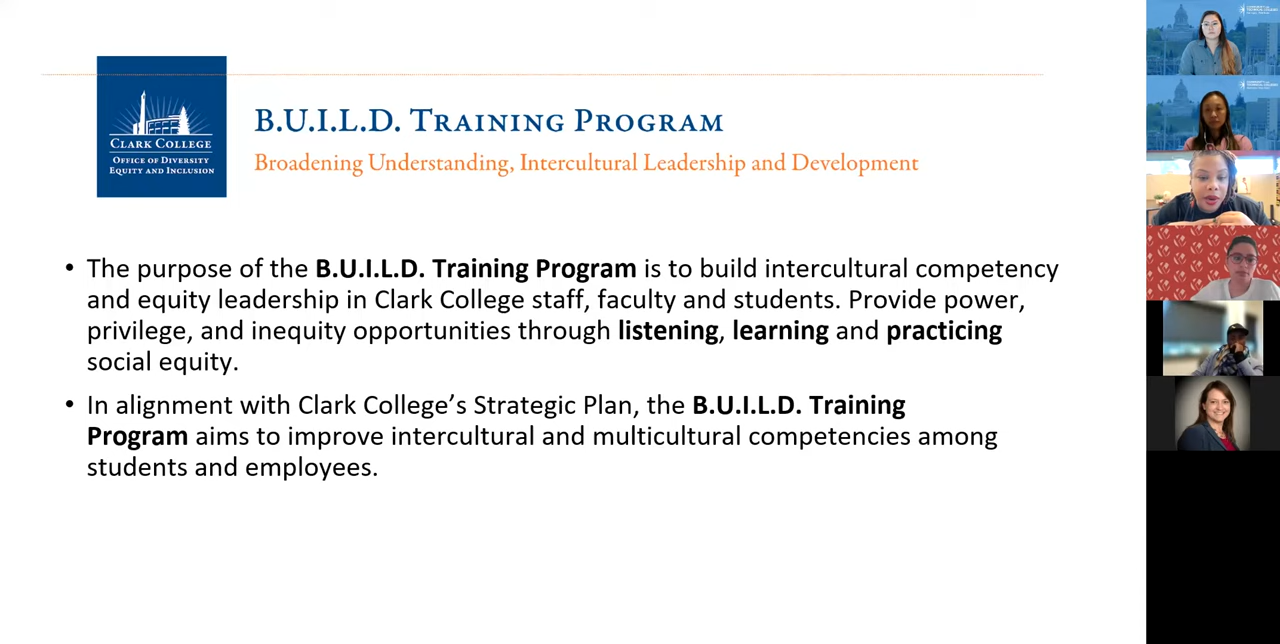 CLARK COLLEGE
OFFICE OF DIVERSITY
EQUITY AND INCLUSION
B.U.I.L.D. TRAINING PROGRAM
Broadening Understanding, Intercultural Leadership and Development
• The purpose of the B.U.I.L.D. Training Program is to build intercultural competency
and equity leadership in Clark College staff, faculty and students. Provide power,
privilege, and inequity opportunities through listening, learning and practicing
social equity.
• In alignment with Clark College’s Strategic Plan, the B.U.I.L.D. Training
Program aims to improve intercultural and multicultural competencies among
students and employees.